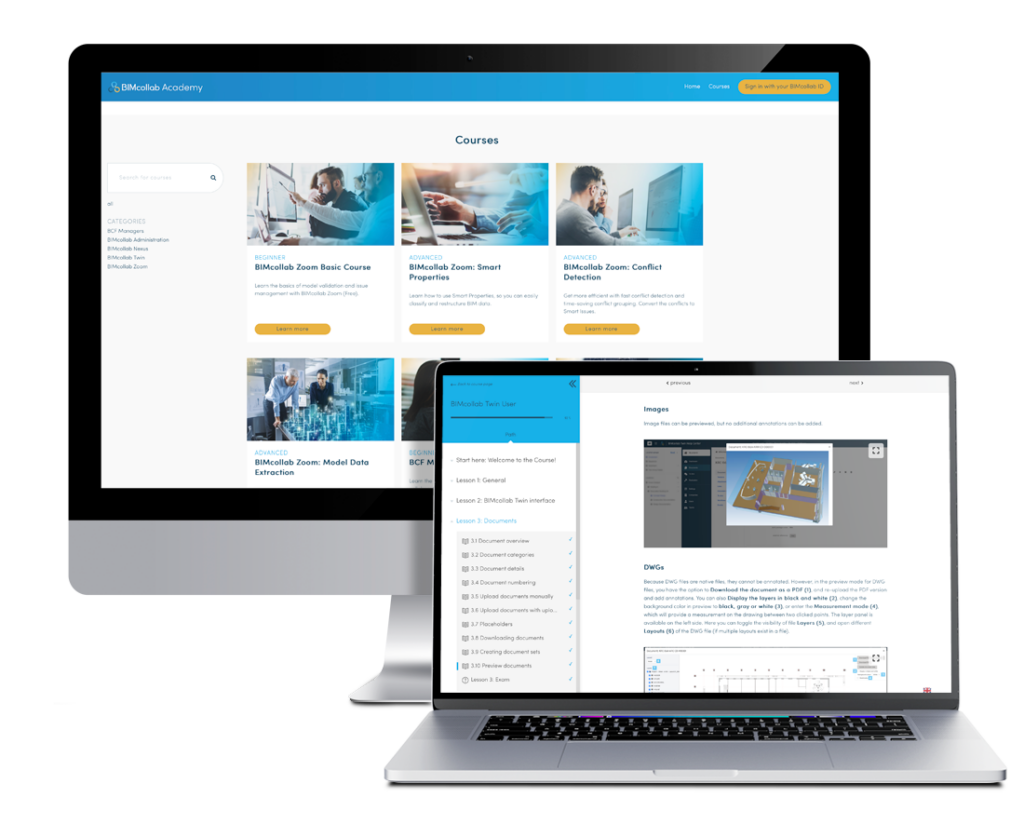 BIMcollab Academy
Home
Courses
Sign in with your BIMcollab ID
Courses
Search for courses
all
CATEGORIES
BCF Managers
BIMcollab Administration
BIMcollab Nexus
BIMcollab Twin
BIMcollab Zoom
BEGINNER
BIMcollab Zoom Basic Course
Learn the basics of model validation and issue
management with BIMcollab Zoom (free).
Learn more
ADVANCED
BIMcollab Zoom: Smart
Properties
Learn how to use Smart Properties, so you can easily
classify and restructure BIM data.
Learn more
ADVANCED
BIMcollab Zoom: Conflict
Detection
Get more efficient with fast conflict detection and
time-saving conflict grouping. Convert the conflicts to
Smart Issues.
Learn more
ADVANCED
BIMcollab Zoom: Model Data
Extraction
BEGINN
BCF M
Learn the
BIMcollab Twin User
Start here: Welcome to the Course!
Lesson 1: General
Lesson 2: BIMcollab Twin interface
Lesson 3: Documents
3.1 Document overview
3.2 Document categories
3.3 Document details
3.4 Document numbering
3.5 Upload documents manually
3.6 Upload documents with uplo...
3.7 Placeholders
3.8 Downloading documents
3.9 Creating document sets
3.10 Preview documents
Lesson 3: Exam
previous
next
Images
Image files can be previewed, but no additional annotations can be added.
DWGs
Because DWG files are native files, they cannot be annotated. However, in the preview mode for DWG
files, you have the option to Download the document as a PDF (1), and re-upload the PDF version
and add annotations. You can also Display the layers in black and white (2), change the
background color in preview to black, gray or white (3), or enter the Measurement mode (4),
which will provide a measurement on the drawing between two clicked points. The layer panel is
available on the left side. Here you can toggle the visibility of file Layers (5), and open different
Layouts (6) of the DWG file (if multiple layouts exist in a file).